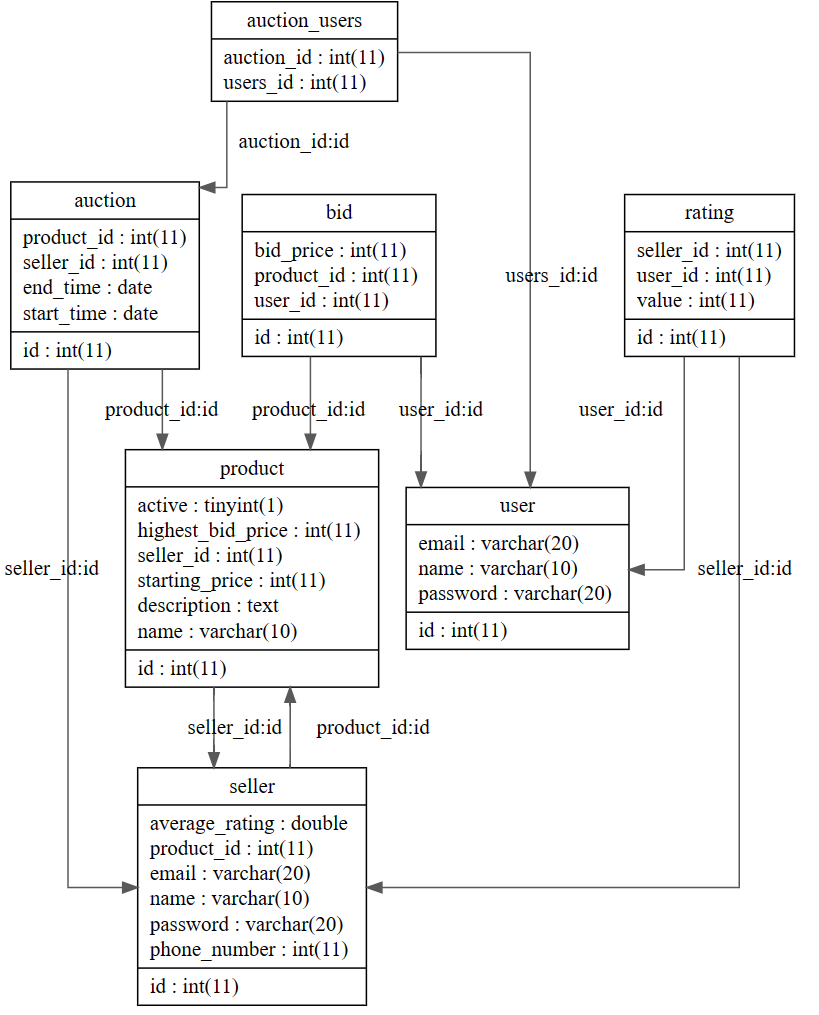 auction_users
auction_id : int(11)
users_id : int(11)
auction_id:id
users_id:id
auction
product_id : int(11)
seller_id : int(11)
end_time : date
start_time : date
id : int(11)
bid
bid_price : int(11)
product_id : int(11)
user_id : int(11)
id : int(11)
rating
seller_id : int(11)
user_id : int(11)
value : int(11)
id : int(11)
product_id:id
product_id:id
user_id:id
user_id:id
product
active : tinyint(1)
highest_bid_price : int(11)
seller_id : int(11)
starting_price : int(11)
description : text
name : varchar(10)
id : int(11)
user
email : varchar(20)
name : varchar(10)
password : varchar(20)
id : int(11)
seller_id:id
seller_id:id
seller_id:id
product_id:id
seller
average_rating : double
product_id : int(11)
email : varchar(20)
name : varchar(10)
password : varchar(20)
phone_number : int(11)
id : int(11)